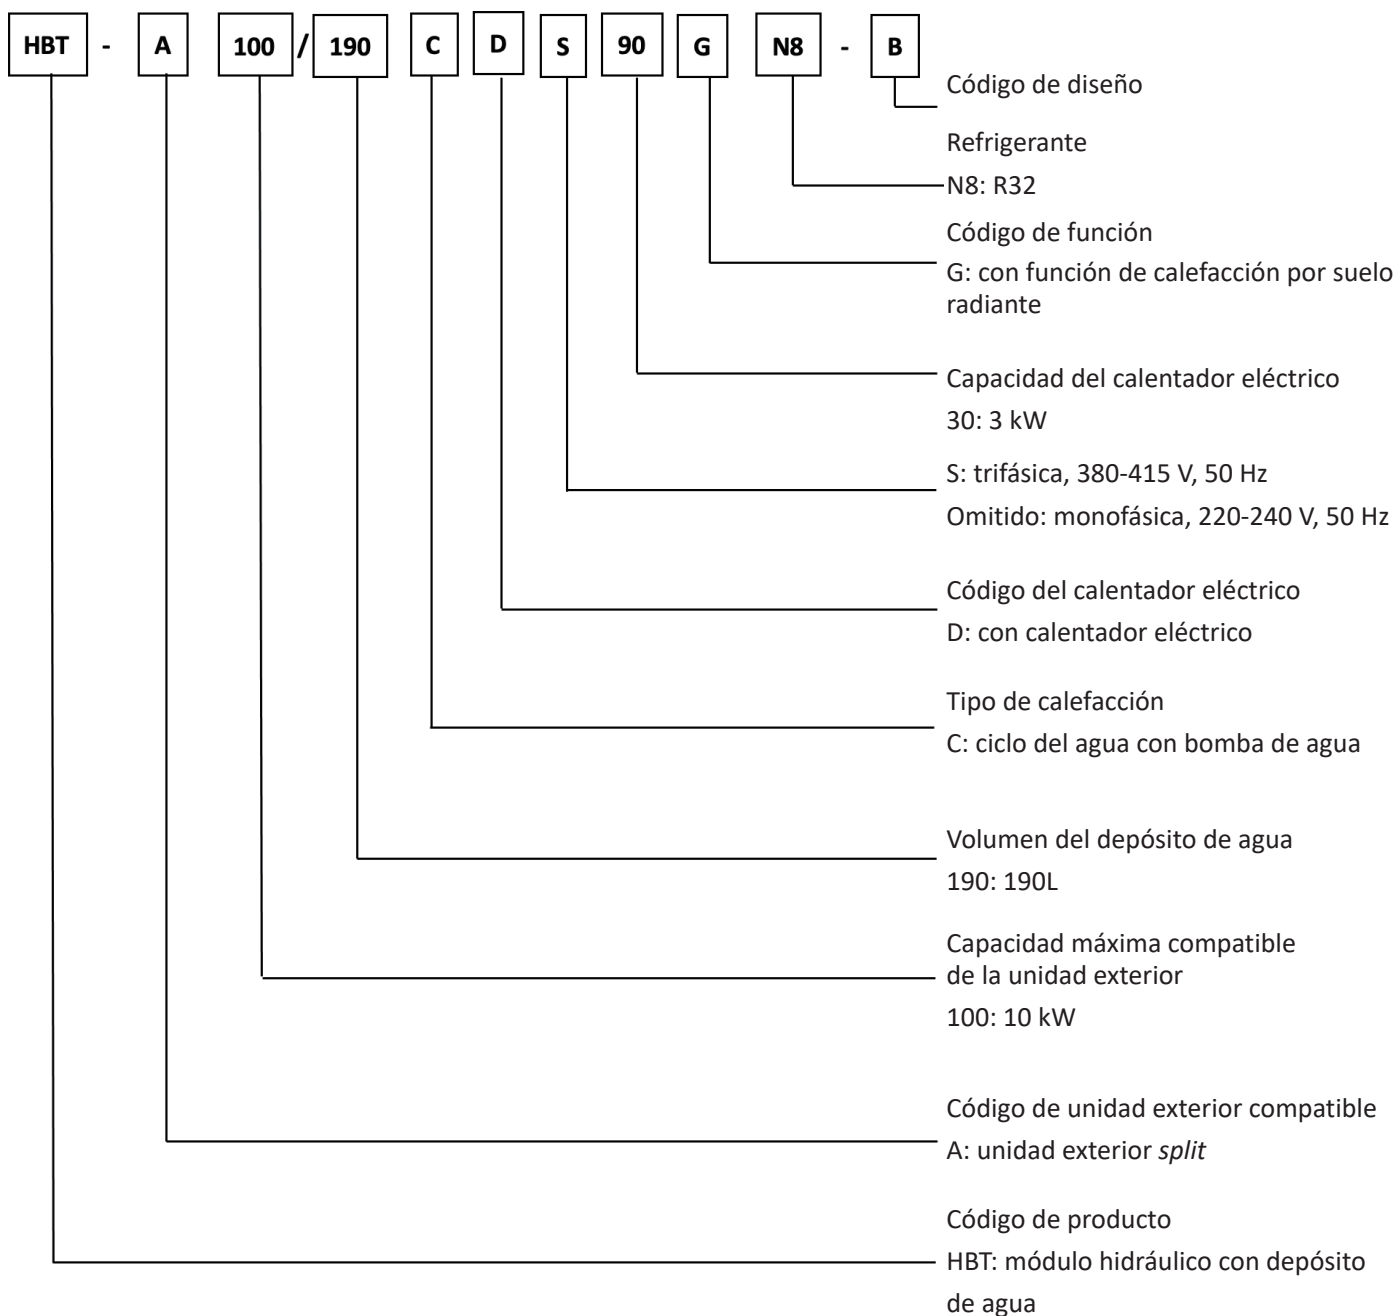 HBT - A 100 / 190 C D S 90 G N8 - B
Código de diseño
Refrigerante
N8: R32
Código de función
G: con función de calefacción por suelo
radiante
Capacidad del calentador eléctrico
30: 3 kW
S: trifásica, 380-415 V, 50 Hz
Omitido: monofásica, 220-240 V, 50 Hz
Código del calentador eléctrico
D: con calentador eléctrico
Tipo de calefacción
C: ciclo del agua con bomba de agua
Volumen del depósito de agua
190: 190L
Capacidad máxima compatible
de la unidad exterior
100: 10 kW
Código de unidad exterior compatible
A: unidad exterior split
Código de producto
HBT: módulo hidráulico con depósito
de agua